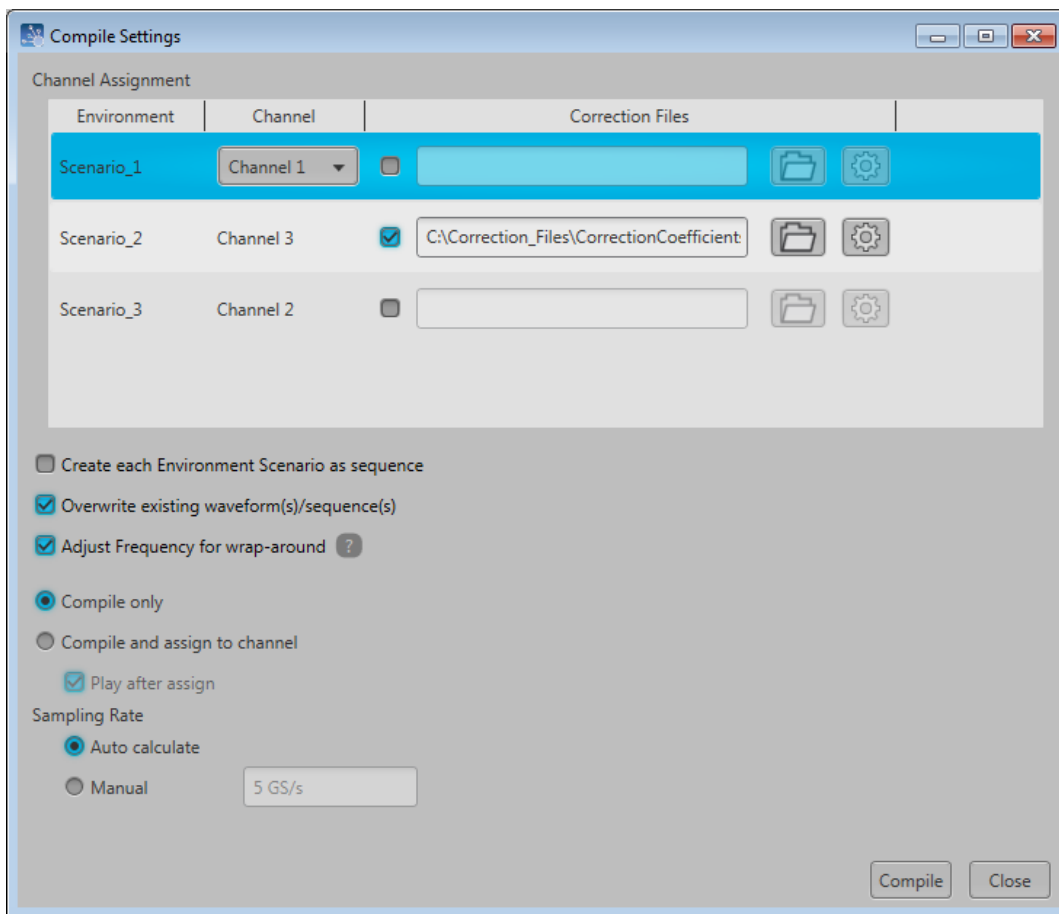 Compile Settings
Channel Assignment
Environment Channel Correction Files
Scenario_1 Channel 1
Scenario_2 Channel 3 C:\Correction_Files\CorrectionCoefficient
Scenario_3 Channel 2
Create each Environment Scenario as sequence
Overwrite existing waveform(s)/sequence(s)
Adjust Frequency for wrap-around ?
Compile only
Compile and assign to channel
Play after assign
Sampling Rate
Auto calculate
Manual 5 GS/s
Compile Close